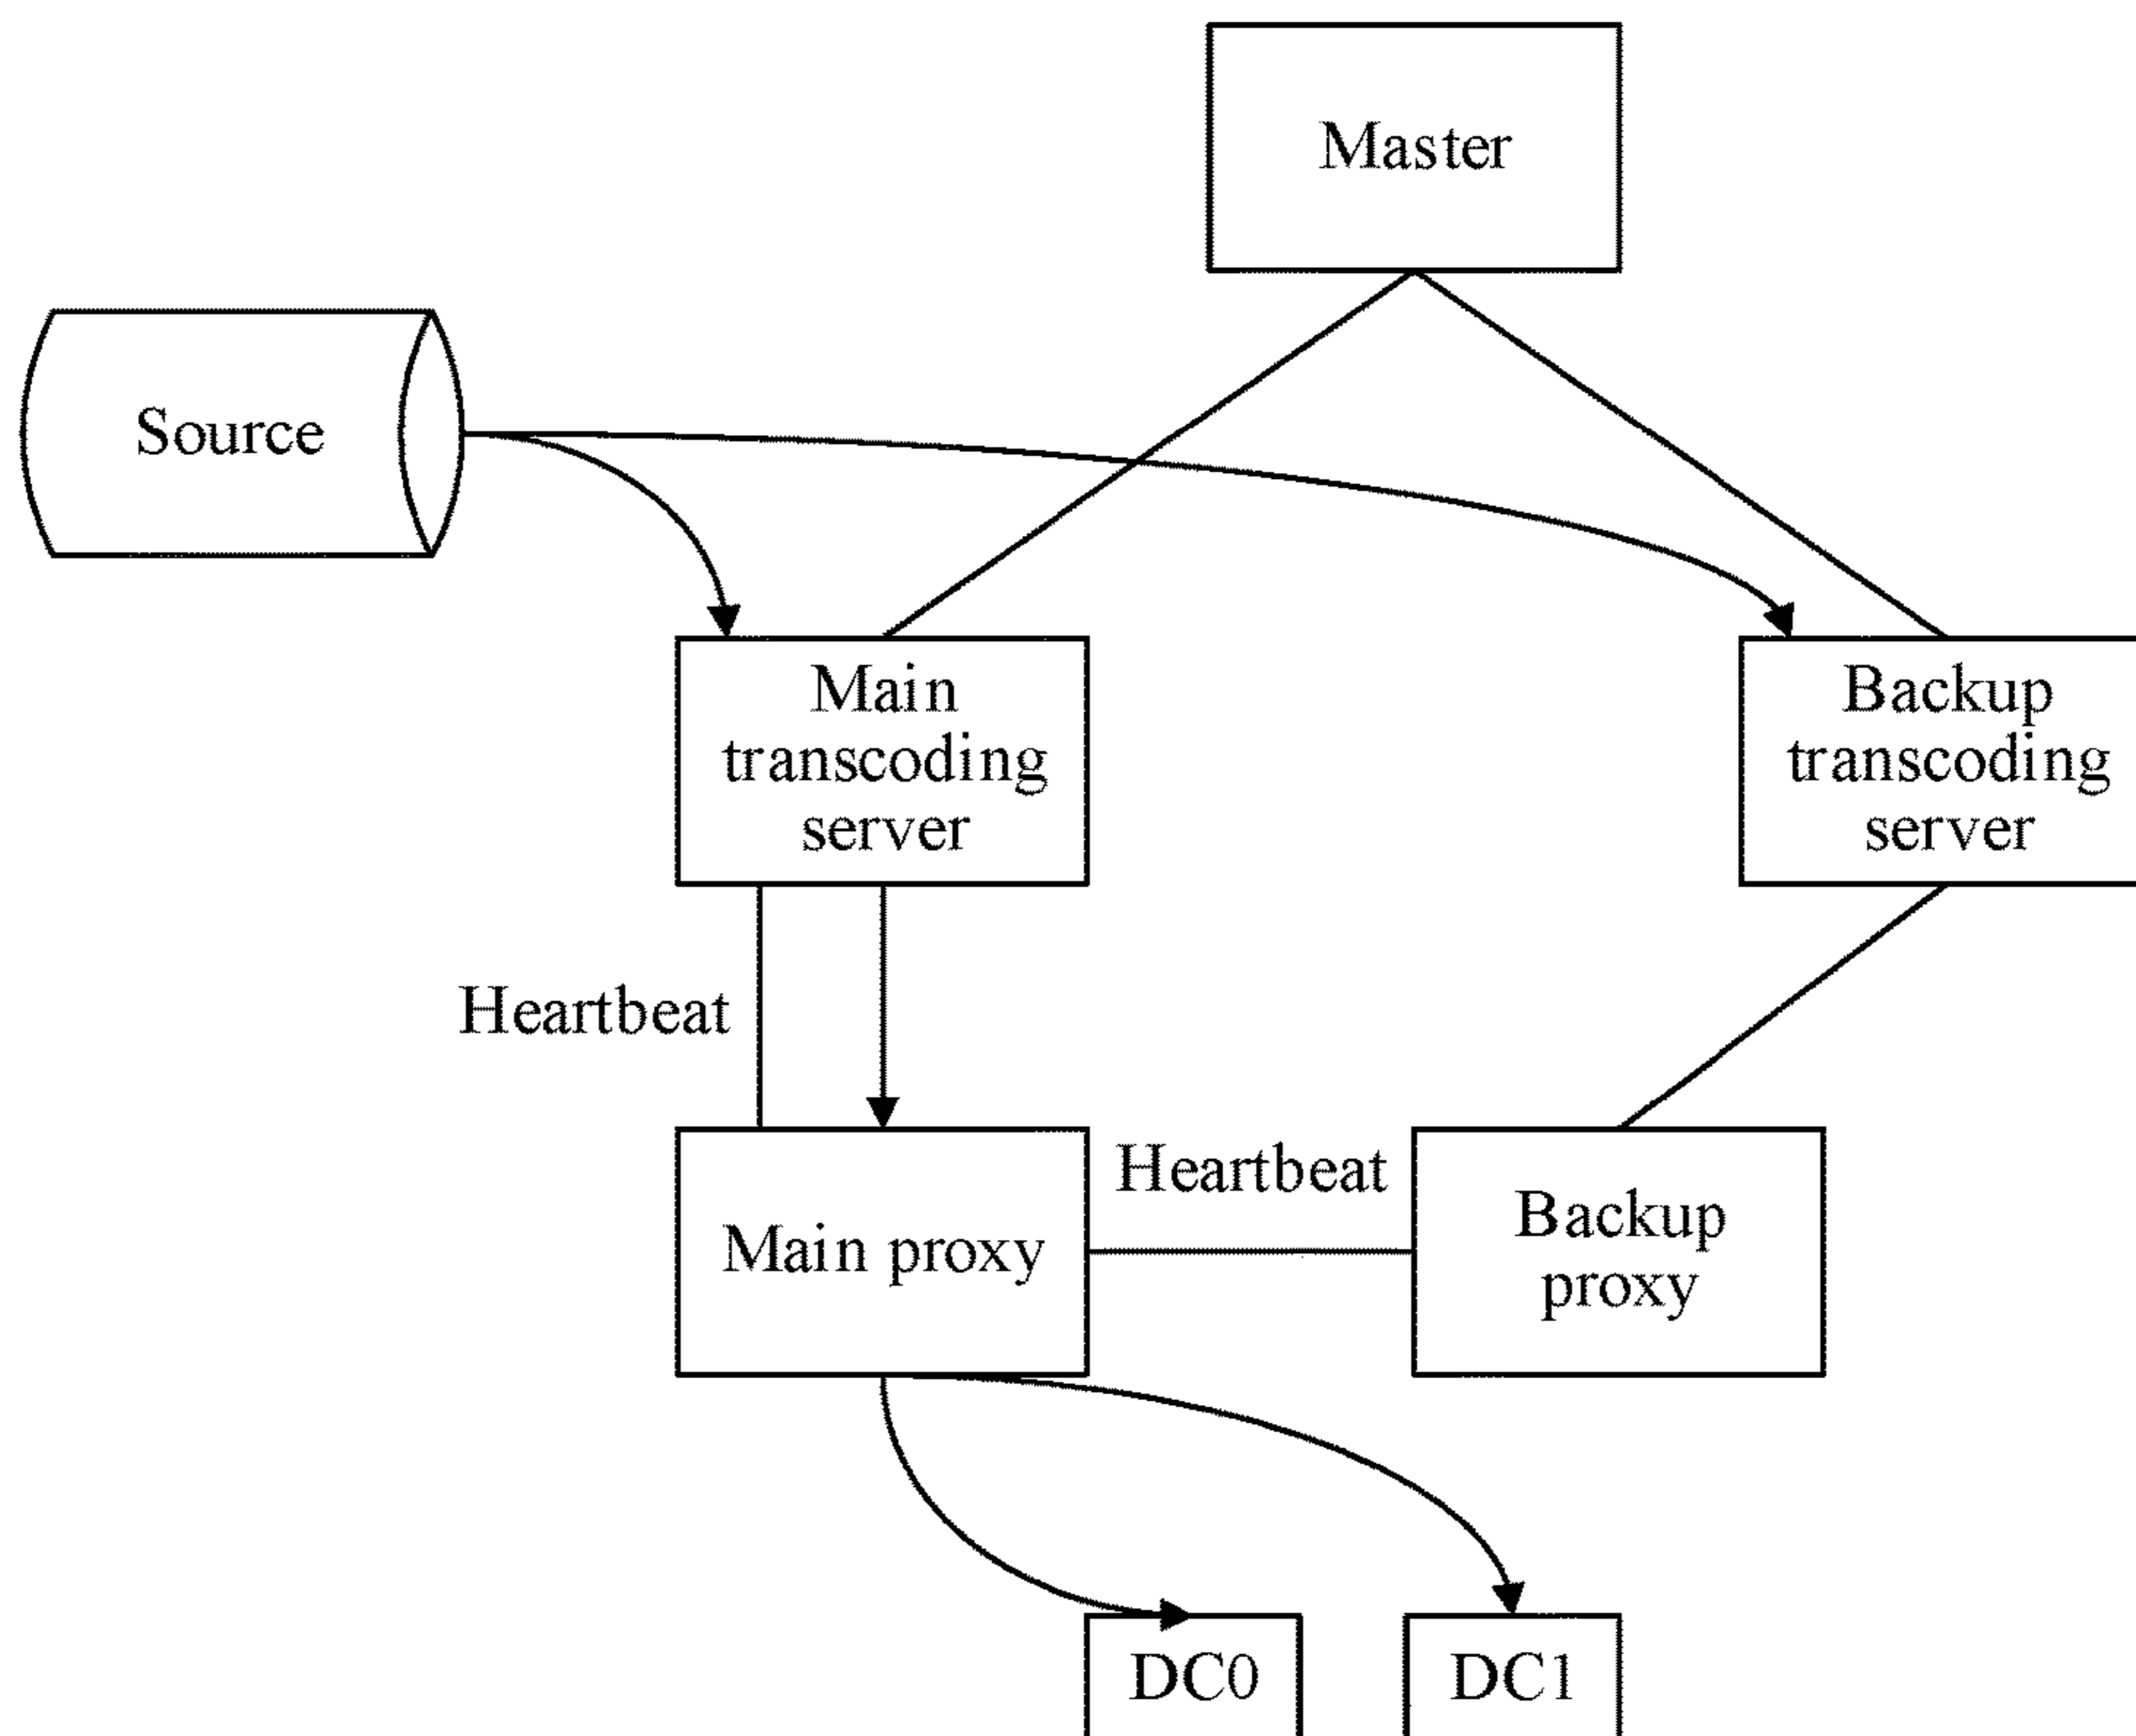 Master
Source
Main
transcoding
server
Backup
transcoding
server
Heartbeat
Heartbeat
Main proxy
Backup
proxy
DC0
DC1